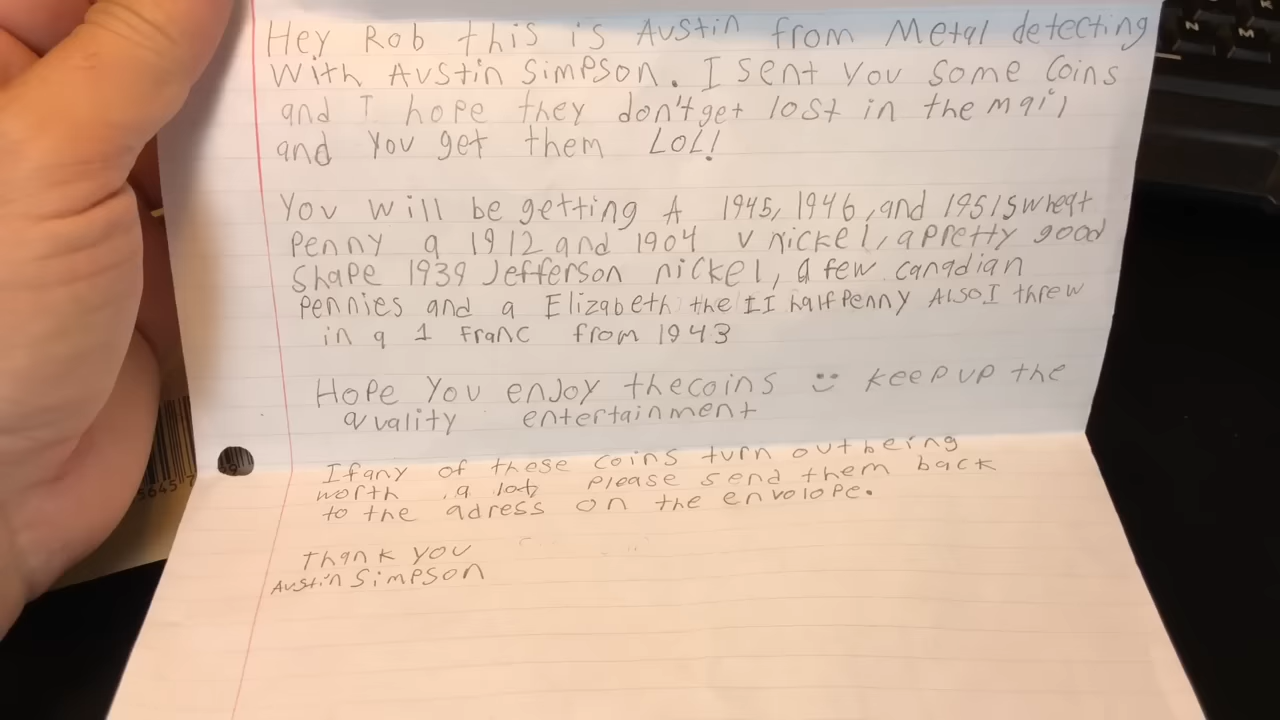 Hey Rob this is Austin from Metal detecting
With Austin Simpson. I sent you some Coins
and I hope they don't get lost in the mail
and you get them LOL!
You will be getting A 1945, 1946, and 1951 S wheat
Penny a 1912 and 1904 V nickel, a pretty good
Shape 1939 Jefferson nickel, a few canadian
pennies and a Elizabeth the II half Penny Also I threw
in a 1 Franc from 1943
Hope You enjoy the coins :) Keep up the
quality entertainment
If any of these coins turn out being
worth a lot please send them back
to the adress on the envolope.
Thank you
Austin Simpson
N
M
K